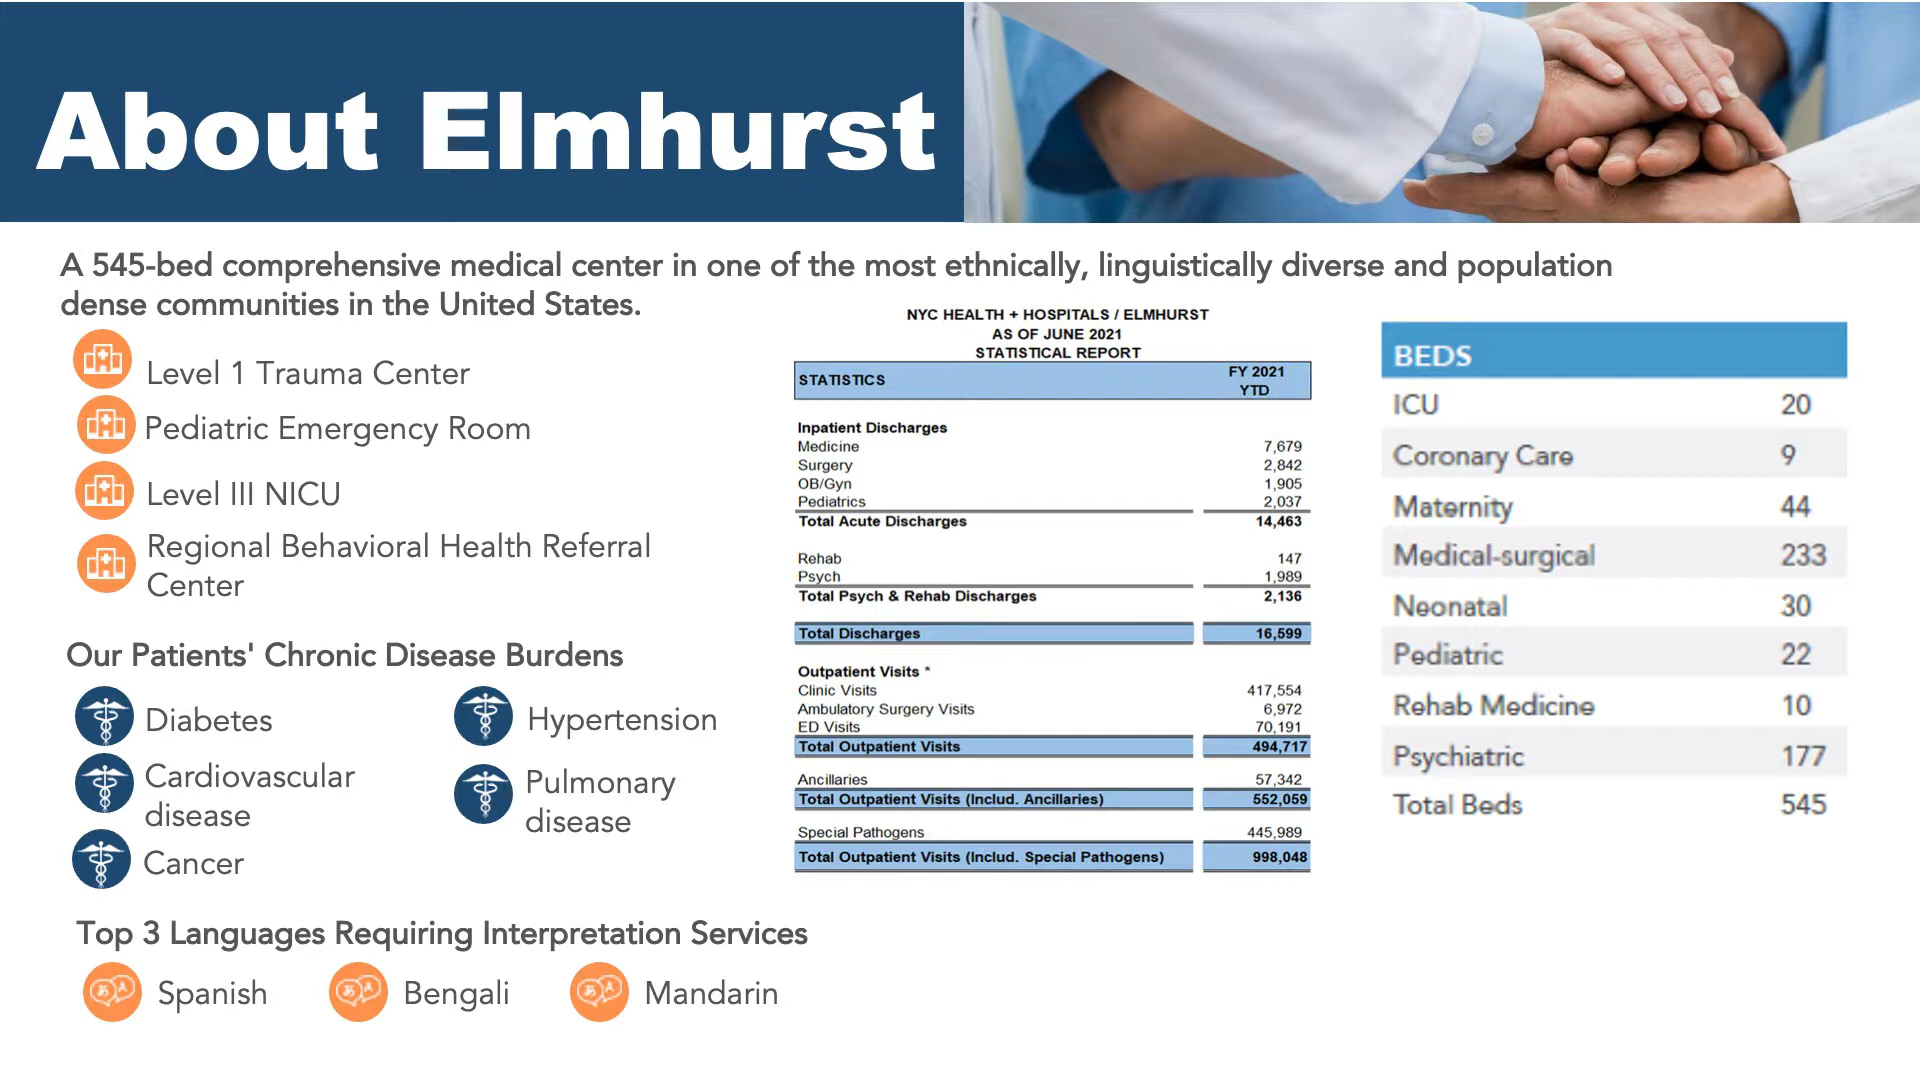 About Elmhurst
A 545-bed comprehensive medical center in one of the most ethnically, linguistically diverse and population
dense communities in the United States.
Level 1 Trauma Center
Pediatric Emergency Room
Level III NICU
Regional Behavioral Health Referral
Center
Our Patients' Chronic Disease Burdens
Diabetes
Hypertension
Cardiovascular
disease
Pulmonary
disease
Cancer
Top 3 Languages Requiring Interpretation Services
Spanish
Bengali
Mandarin
NYC HEALTH + HOSPITALS / ELMHURST
AS OF JUNE 2021
STATISTICAL REPORT
STATISTICS FY 2021
YTD
Inpatient Discharges
Medicine 7,679
Surgery 2,842
OB/Gyn 1,905
Pediatrics 2,037
Total Acute Discharges 14,463
Rehab 147
Psych 1,989
Total Psych & Rehab Discharges 2,136
Total Discharges 16,599
Outpatient Visits *
Clinic Visits 417,554
Ambulatory Surgery Visits 6,972
ED Visits 70,191
Total Outpatient Visits 494,717
Ancillaries 57,342
Total Outpatient Visits (Includ. Ancillaries) 552,059
Special Pathogens 445,989
Total Outpatient Visits (Includ. Special Pathogens) 998,048
BEDS
ICU 20
Coronary Care 9
Maternity 44
Medical-surgical 233
Neonatal 30
Pediatric 22
Rehab Medicine 10
Psychiatric 177
Total Beds 545